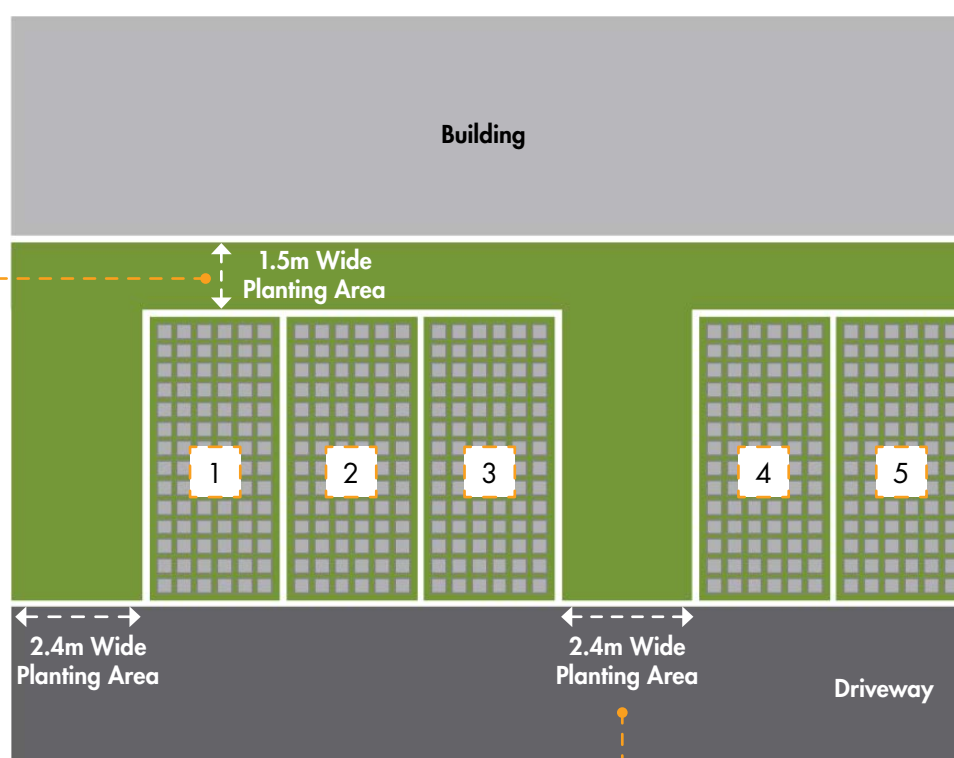 Building
1.5m Wide
Planting Area
1
2
3
4
5
2.4m Wide
Planting Area
2.4m Wide
Planting Area
Driveway